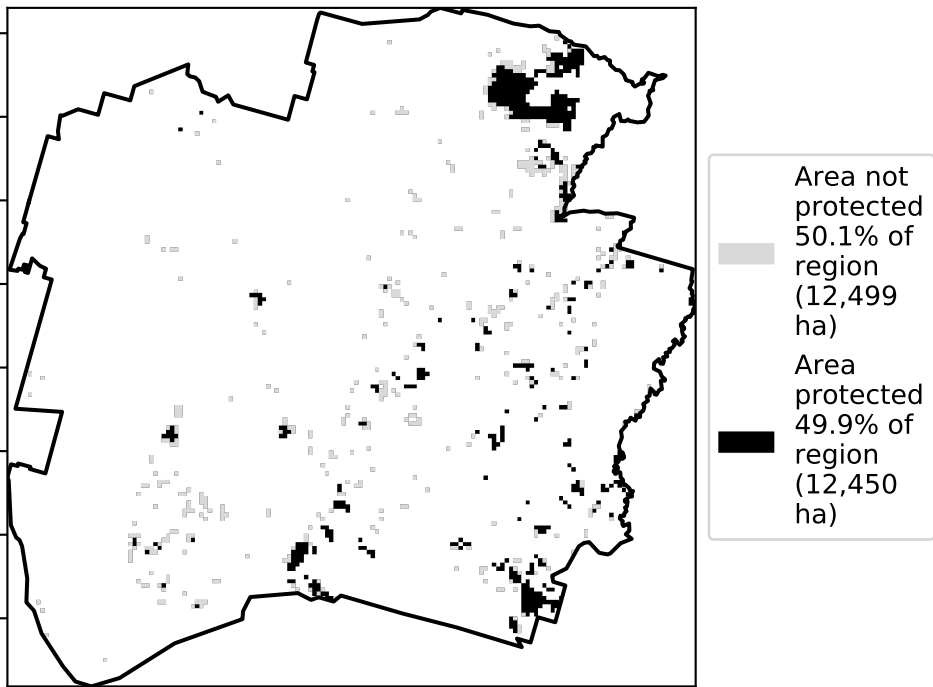 Area not
protected
50.1% of
region
(12,499
ha)
Area
protected
49.9% of
region
(12,450
ha)